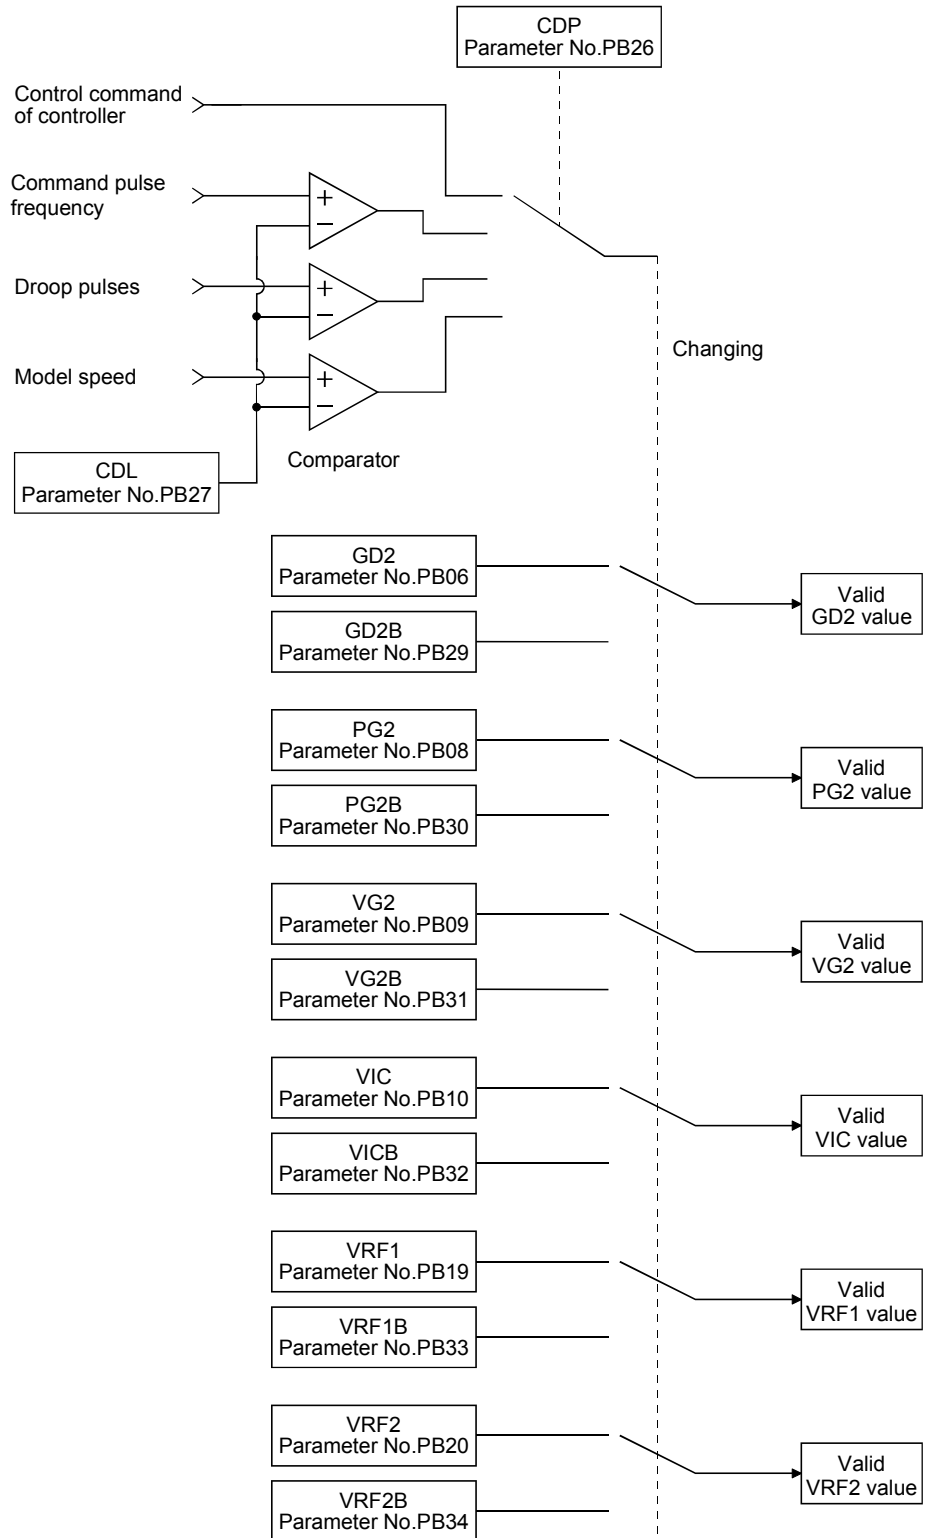 CDP
Parameter No.PB26
Control command
of controller
Command pulse
frequency
+
−
Droop pulses
+
−
Model speed
+
−
Changing
Comparator
CDL
Parameter No.PB27
GD2
Parameter No.PB06
Valid
GD2 value
GD2B
Parameter No.PB29
PG2
Parameter No.PB08
Valid
PG2 value
PG2B
Parameter No.PB30
VG2
Parameter No.PB09
Valid
VG2 value
VG2B
Parameter No.PB31
VIC
Parameter No.PB10
Valid
VIC value
VICB
Parameter No.PB32
VRF1
Parameter No.PB19
Valid
VRF1 value
VRF1B
Parameter No.PB33
VRF2
Parameter No.PB20
Valid
VRF2 value
VRF2B
Parameter No.PB34